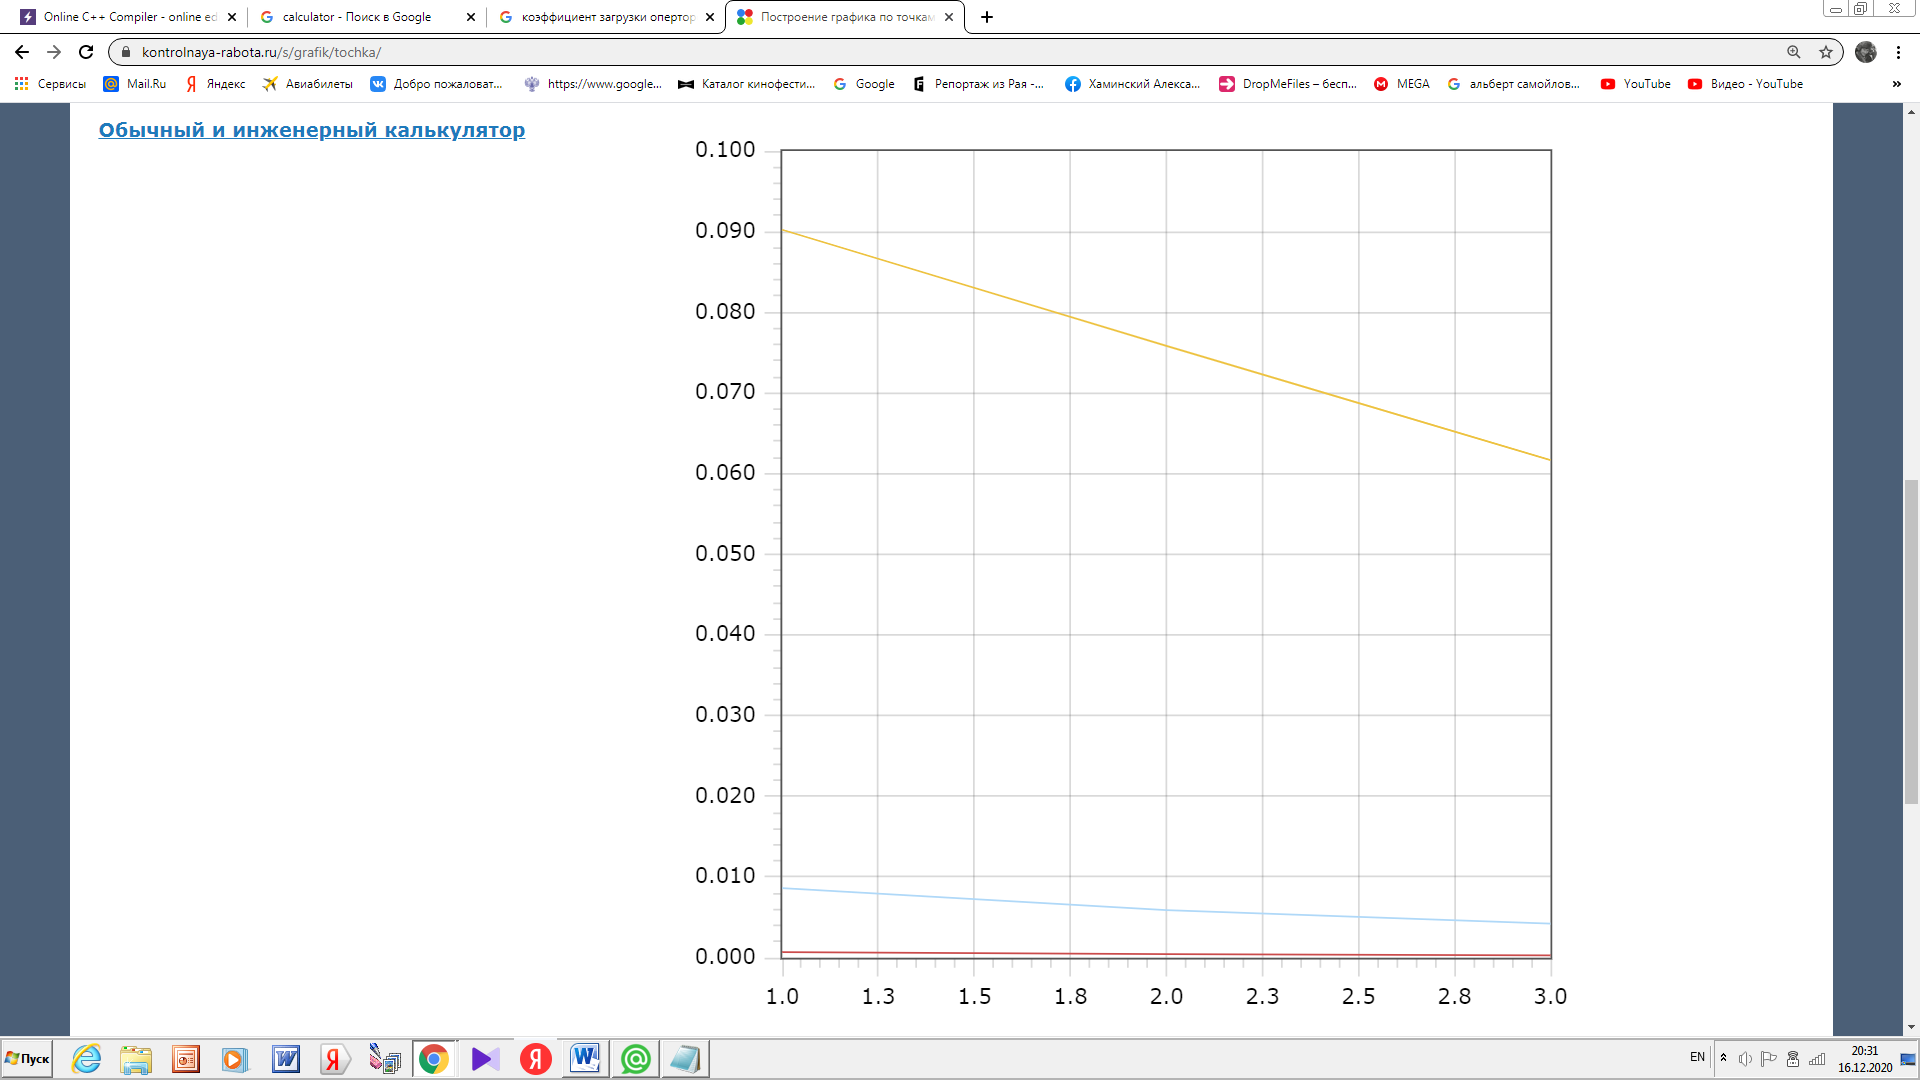 Online C++ Compiler - online ed
calculator - Поиск в Google
коэффициент загрузки опертор
Построение графика по точкам
kontrolnaya-rabota.ru/s/grafik/tochka/
Сервисы
Mail.Ru
Яндекс
Авиабилеты
Добро пожаловат...
https://www.google...
Каталог кинофести...
Google
Репортаж из Рая -...
Хаминский Алекса...
DropMeFiles – бесп...
MEGA
альберт самойлов...
YouTube
Видео - YouTube
»
Обычный и инженерный калькулятор
0.100
0.090
0.080
0.070
0.060
0.050
0.040
0.030
0.020
0.010
0.000
1.0 1.3 1.5 1.8 2.0 2.3 2.5 2.8 3.0
Пуск
EN
20:31
16.12.2020